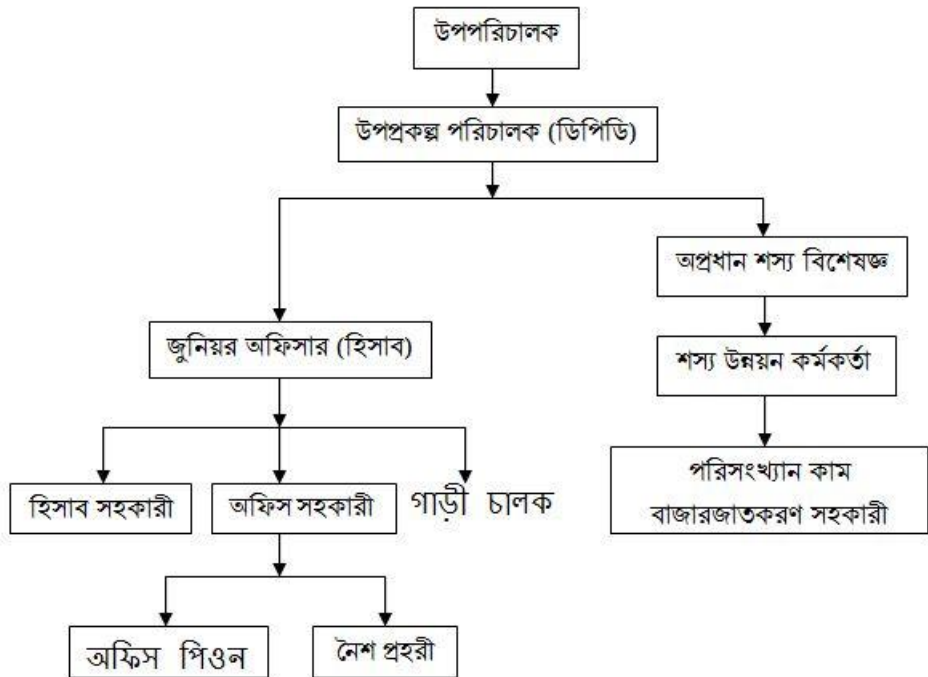 উপপরিচালক
উপপ্রকল্প পরিচালক (ডিপিডি)
অপ্রধান শস্য বিশেষজ্ঞ
জুনিয়র অফিসার (হিসাব)
শস্য উন্নয়ন কর্মকর্তা
হিসাব সহকারী
অফিস সহকারী
গাড়ী চালক
পরিসংখ্যান কাম
বাজারজাতকরণ সহকারী
অফিস পিওন
নৈশ প্রহরী